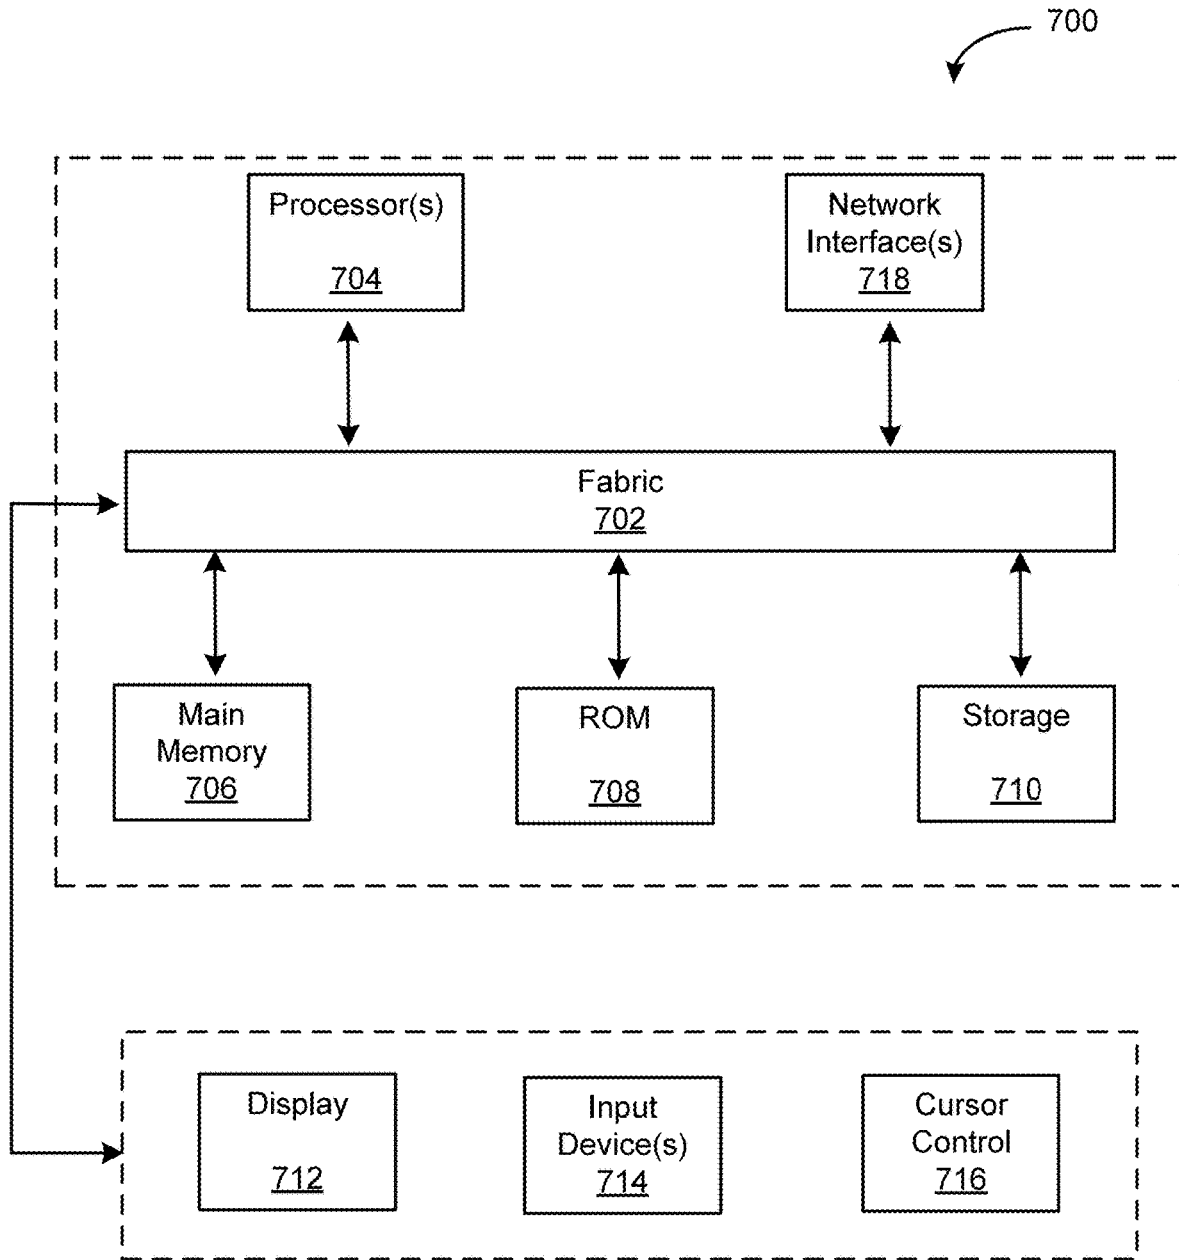 700
Processor(s)
704
Network
Interface(s)
718
Fabric
702
Main
Memory
706
ROM
708
Storage
710
Display
712
Input
Device(s)
714
Cursor
Control
716